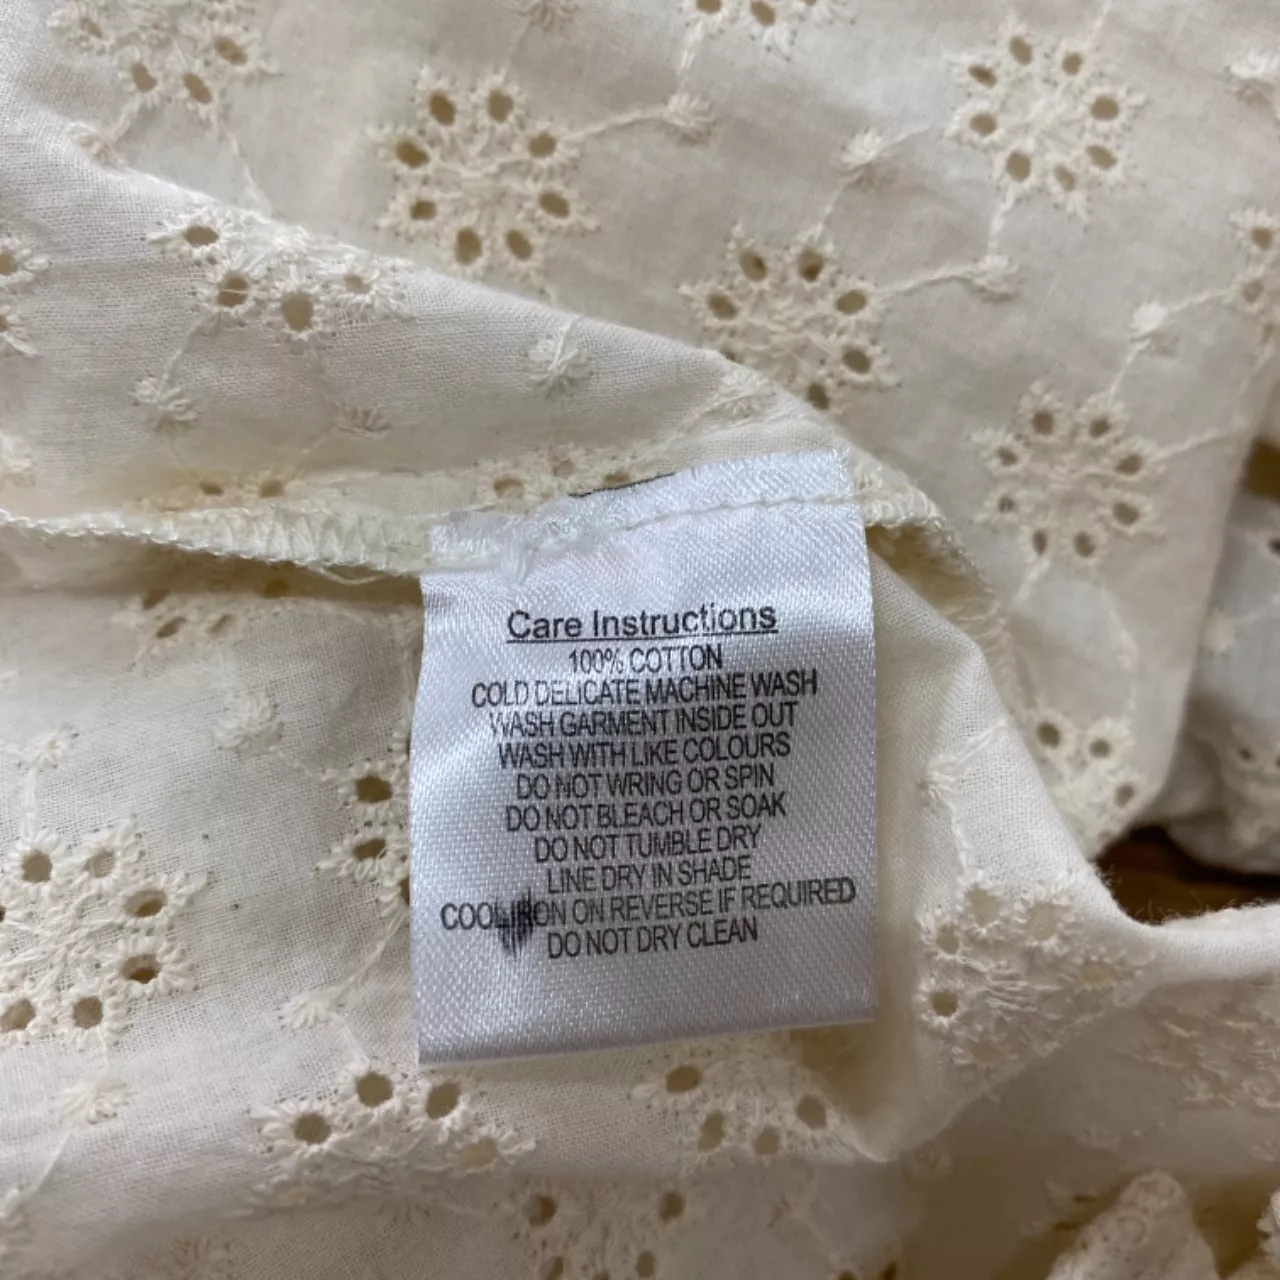 Care Instructions
100% COTTON
COLD DELICATE MACHINE WASH
WASH GARMENT INSIDE OUT
WASH WITH LIKE COLOURS
DO NOT WRING OR SPIN
DO NOT BLEACH OR SOAK
DO NOT TUMBLE DRY
LINE DRY IN SHADE
COOL IRON ON REVERSE IF REQUIRED
DO NOT DRY CLEAN